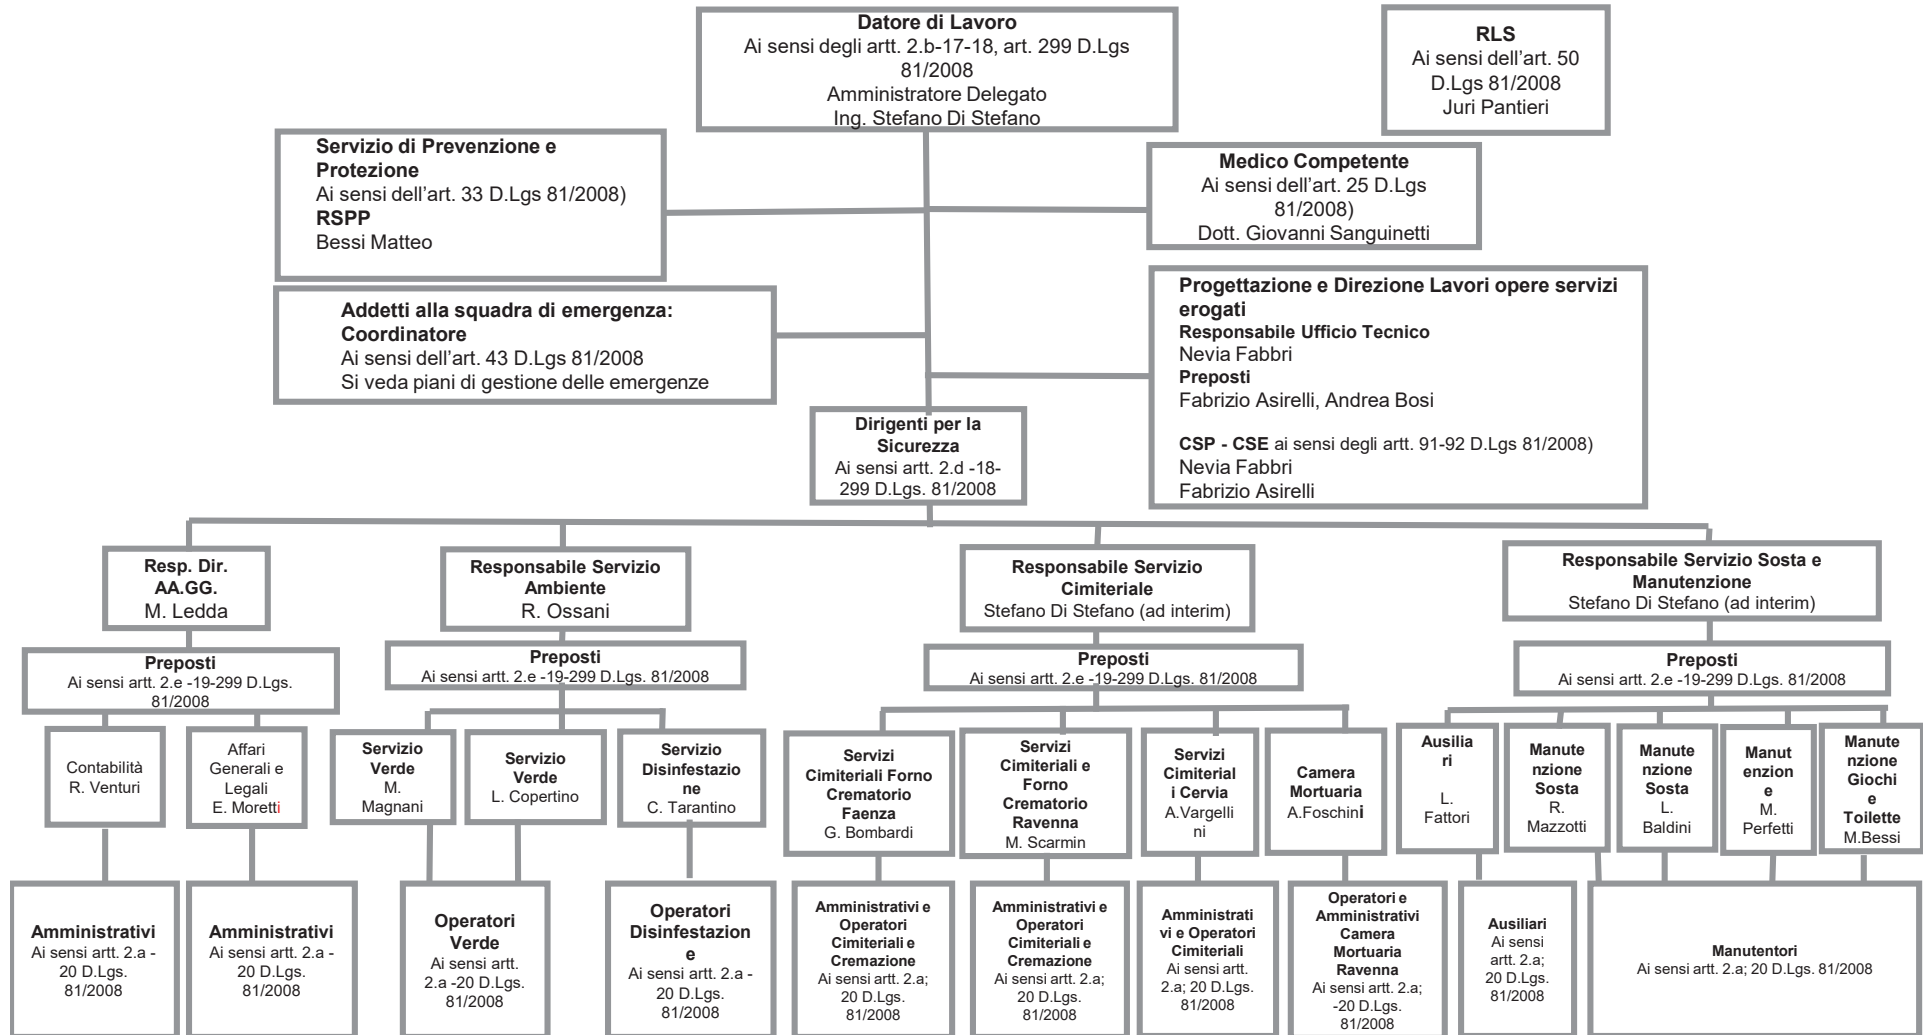 Datore di Lavoro
Ai sensi degli artt. 2.b-17-18, art. 299 D.Lgs
81/2008
Amministratore Delegato
Ing. Stefano Di Stefano
RLS
Ai sensi dell'art. 50
D.Lgs 81/2008
Juri Pantieri
Servizio di Prevenzione e
Protezione
Ai sensi dell'art. 33 D.Lgs 81/2008)
RSPP
Bessi Matteo
Medico Competente
Ai sensi dell'art. 25 D.Lgs
81/2008)
Dott. Giovanni Sanguinetti
Addetti alla squadra di emergenza:
Coordinatore
Ai sensi dell'art. 43 D.Lgs 81/2008
Si veda piani di gestione delle emergenze
Progettazione e Direzione Lavori opere servizi
erogati
Responsabile Ufficio Tecnico
Nevia Fabbri
Preposti
Fabrizio Asirelli, Andrea Bosi
CSP - CSE ai sensi degli artt. 91-92 D.Lgs 81/2008)
Nevia Fabbri
Fabrizio Asirelli
Dirigenti per la
Sicurezza
Ai sensi artt. 2.d -18-
299 D.Lgs. 81/2008
Resp. Dir.
AA.GG.
M. Ledda
Responsabile Servizio
Ambiente
R. Ossani
Responsabile Servizio
Cimiteriale
Stefano Di Stefano (ad interim)
Responsabile Servizio Sosta e
Manutenzione
Stefano Di Stefano (ad interim)
Preposti
Ai sensi artt. 2.e -19-299 D.Lgs.
81/2008
Preposti
Ai sensi artt. 2.e -19-299 D.Lgs. 81/2008
Preposti
Ai sensi artt. 2.e -19-299 D.Lgs. 81/2008
Preposti
Ai sensi artt. 2.e -19-299 D.Lgs. 81/2008
Contabilità
R. Venturi
Affari
Generali e
Legali
E. Moretti
Servizio
Verde
M.
Magnani
Servizio
Verde
L. Copertino
Servizio
Disinfestazio
ne
C. Tarantino
Servizi
Cimiteriali Forno
Crematorio
Faenza
G. Bombardi
Servizi
Cimiteriali e
Forno
Crematorio
Ravenna
M. Scarmin
Servizi
Cimiterial
i Cervia
A.Vargelli
ni
Camera
Mortuaria
A.Foschini
Ausilia
ri
L.
Fattori
Manute
nzione
Sosta
R.
Mazzotti
Manute
nzione
Sosta
L.
Baldini
Manut
enzion
e
M.
Perfetti
Manute
nzione
Giochi
e
Toilette
M.Bessi
Amministrativi
Ai sensi artt. 2.a -
20 D.Lgs.
81/2008
Amministrativi
Ai sensi artt. 2.a -
20 D.Lgs.
81/2008
Operatori
Verde
Ai sensi artt.
2.a -20 D.Lgs.
81/2008
Operatori
Disinfestazion
e
Ai sensi artt. 2.a -
20 D.Lgs.
81/2008
Amministrativi e
Operatori
Cimiteriali e
Cremazione
Ai sensi artt. 2.a;
20 D.Lgs.
81/2008
Amministrativi e
Operatori
Cimiteriali e
Cremazione
Ai sensi artt. 2.a;
20 D.Lgs.
81/2008
Amministrati
vi e Operatori
Cimiteriali
Ai sensi artt.
2.a; 20 D.Lgs.
81/2008
Operatori e
Amministrativi
Camera
Mortuaria
Ravenna
Ai sensi artt. 2.a;
-20 D.Lgs.
81/2008
Ausiliari
Ai sensi
artt. 2.a;
20 D.Lgs.
81/2008
Manutentori
Ai sensi artt. 2.a; 20 D.Lgs. 81/2008